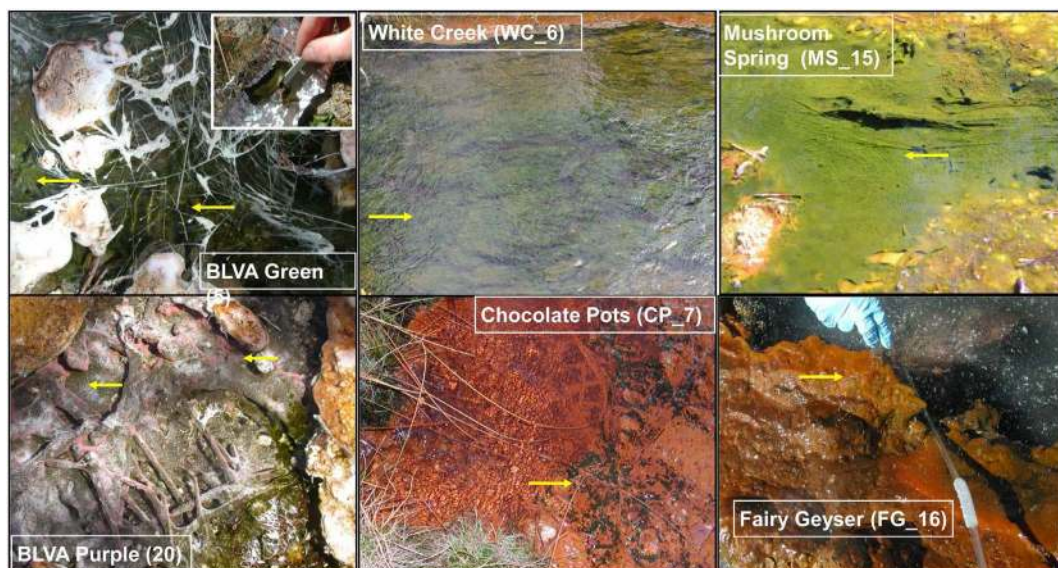 White Creek (WC_6)
Mushroom
Spring (MS_15)
BLVA Green
Chocolate Pots (CP_7)
Fairy Geyser (FG_16)
BLVA Purple (20)